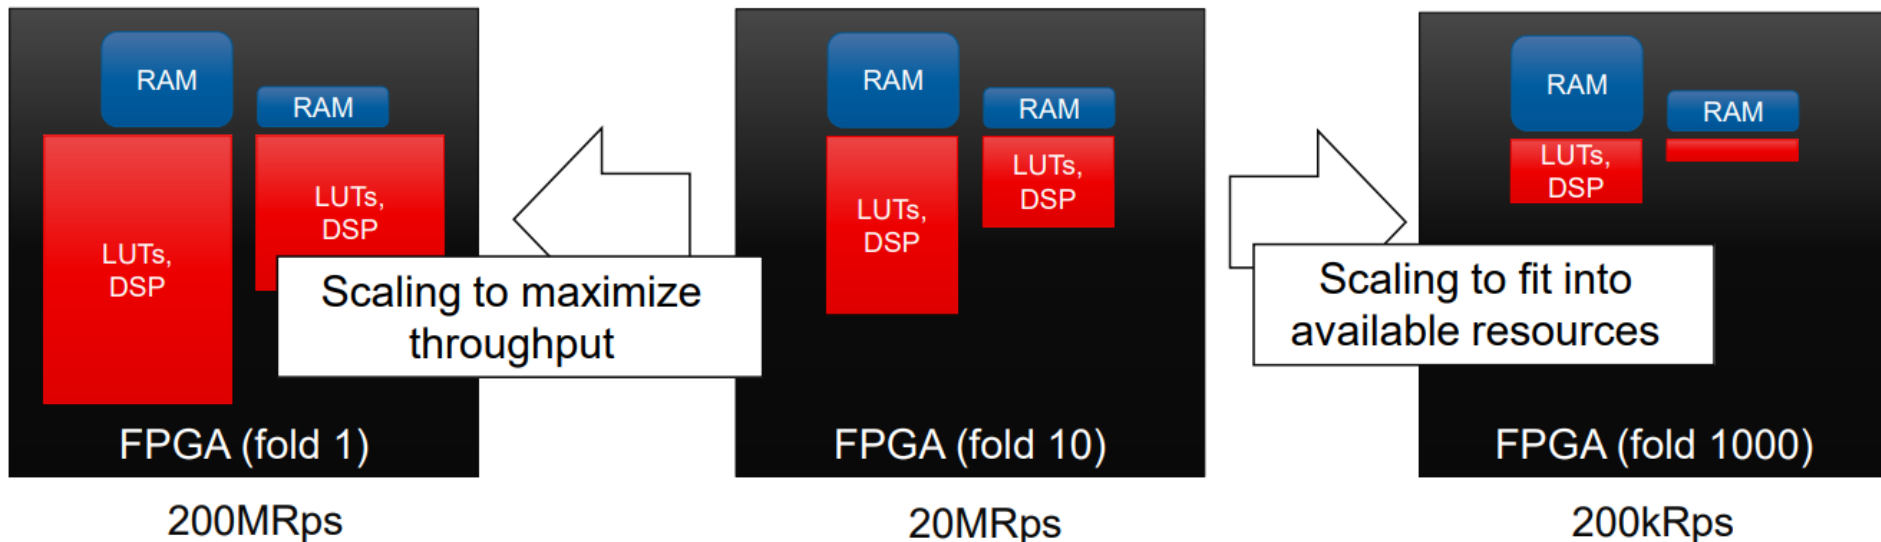 RAM
RAM
LUTs,
DSP
LUTs,
DSP
FPGA (fold 1)
200MRps
Scaling to maximize
throughput
RAM
RAM
LUTs,
DSP
LUTs,
DSP
FPGA (fold 10)
20MRps
Scaling to fit into
available resources
RAM
RAM
LUTs,
DSP
FPGA (fold 1000)
200kRps